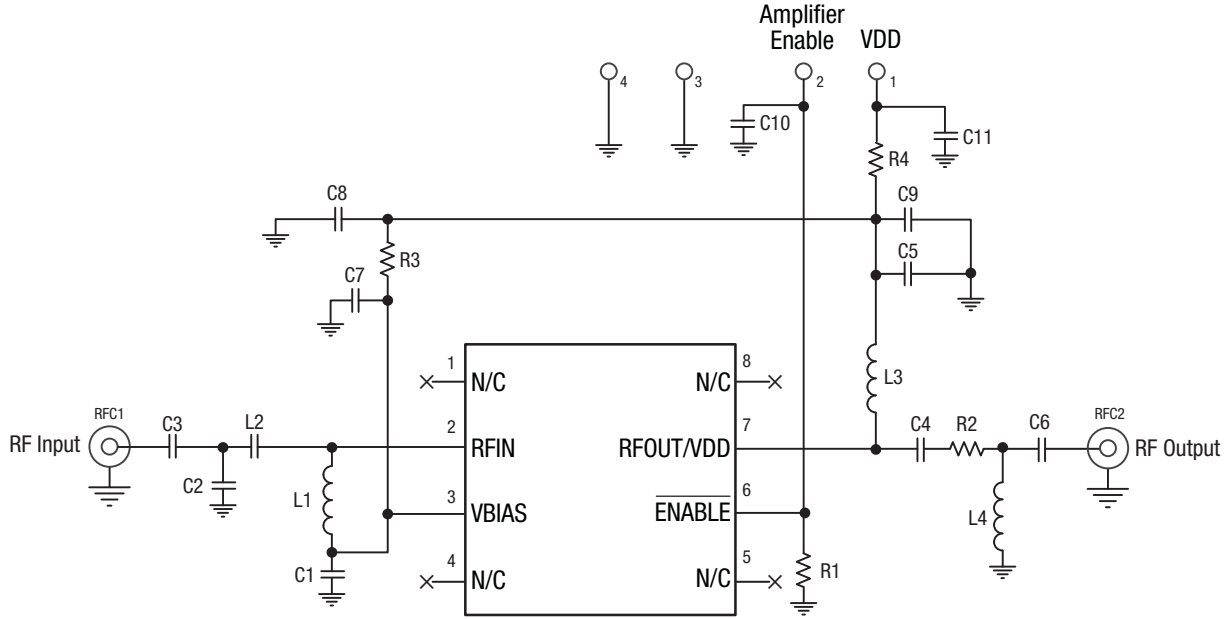 Amplifier
Enable
VDD
4
3
2
1
C10
C11
R4
C8
C9
R3
C5
C7
L3
1
N/C
8
N/C
RFC1
RF Input
C3
L2
2
RFIN
7
RFOUT/VDD
C4
R2
C6
RFC2
RF Output
C2
L1
3
VBIAS
6
ENABLE
L4
C1
4
N/C
5
N/C
R1